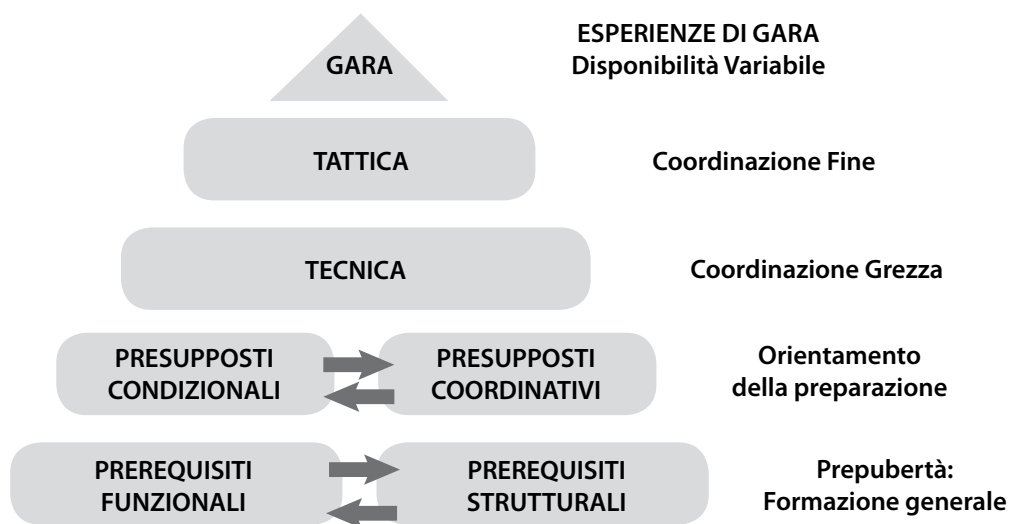 GARA
ESPERIENZE DI GARA
Disponibilità Variabile
TATTICA
Coordinazione Fine
TECNICA
Coordinazione Grezza
PRESUPPOSTI
CONDIZIONALI
PRESUPPOSTI
COORDINATIVI
Orientamento
della preparazione
PREREQUISITI
FUNZIONALI
PREREQUISITI
STRUTTURALI
Prepubertà:
Formazione generale